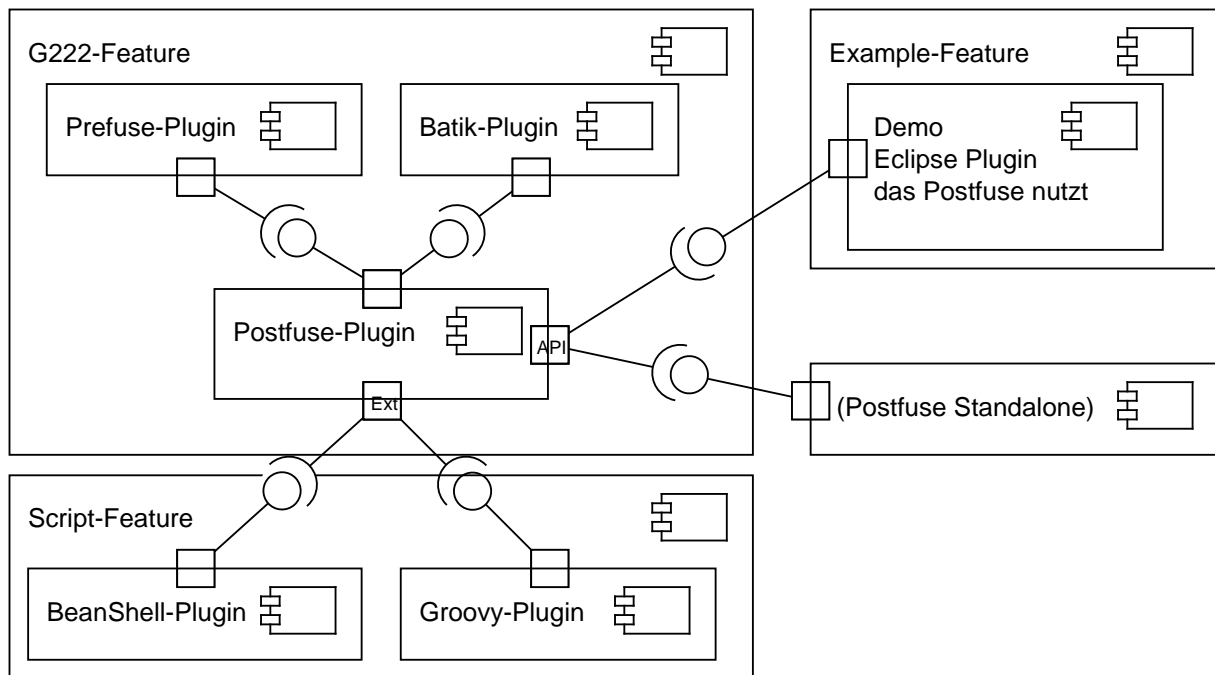 G222-Feature
Prefuse-Plugin
Batik-Plugin
Example-Feature
Demo
Eclipse Plugin
das Postfuse nutzt
Postfuse-Plugin
API
Ext
(Postfuse Standalone)
Script-Feature
BeanShell-Plugin
Groovy-Plugin